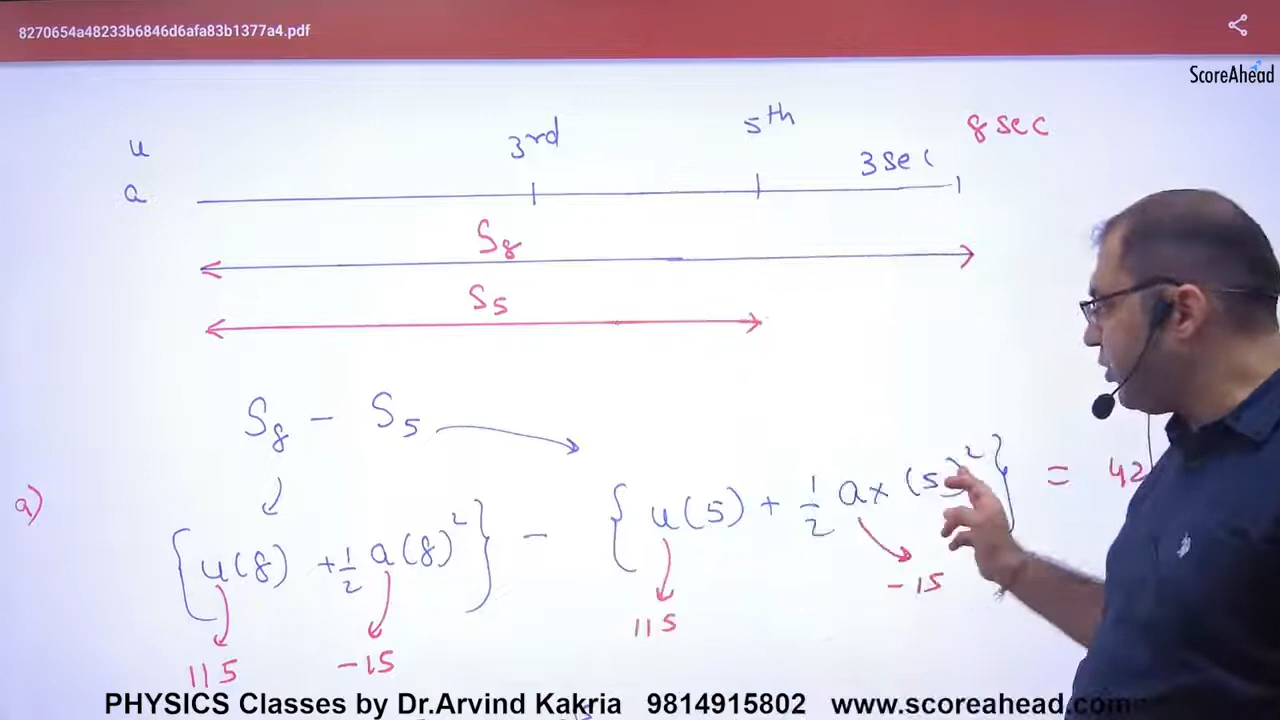 8270654a48233b6846d6afa83b1377a4.pdf
ScoreAhead
u
a
3rd
5th
8 sec
3 sec
S₈
S₅
S₈ - S₅
a)
{u(8) + 1/2 a(8)²} - {u(5) + 1/2 a x (5)²} = 42
115
-15
115
-15
PHYSICS Classes by Dr.Arvind Kakria 9814915802 www.scoreahead.com